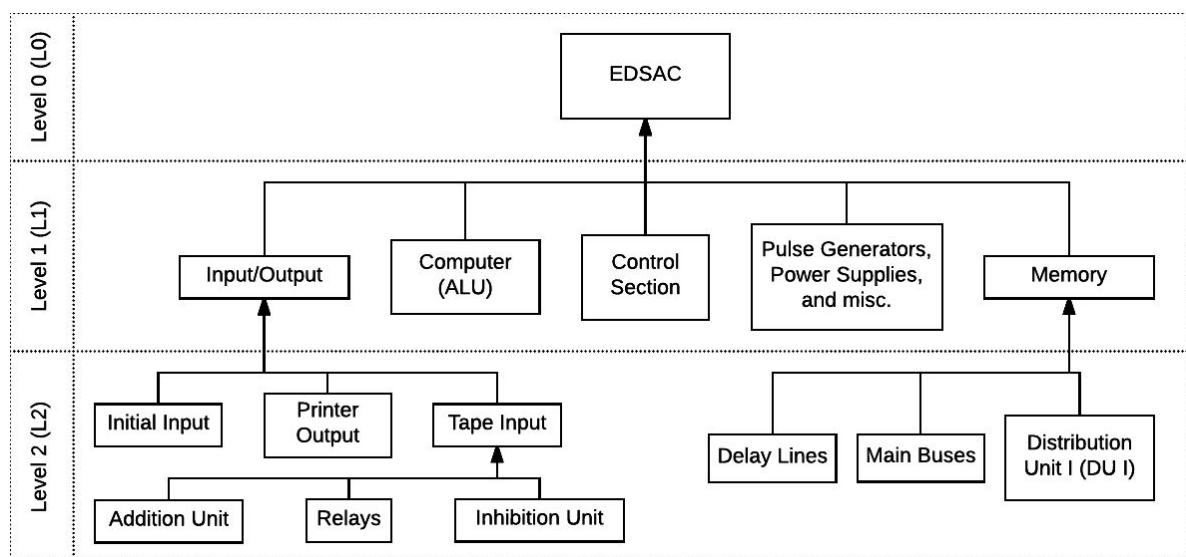 Level 0 (L0)
EDSAC
Level 1 (L1)
Input/Output
Computer
(ALU)
Control
Section
Pulse Generators,
Power Supplies,
and misc.
Memory
Level 2 (L2)
Initial Input
Printer
Output
Tape Input
Delay Lines
Main Buses
Distribution
Unit I (DU I)
Addition Unit
Relays
Inhibition Unit